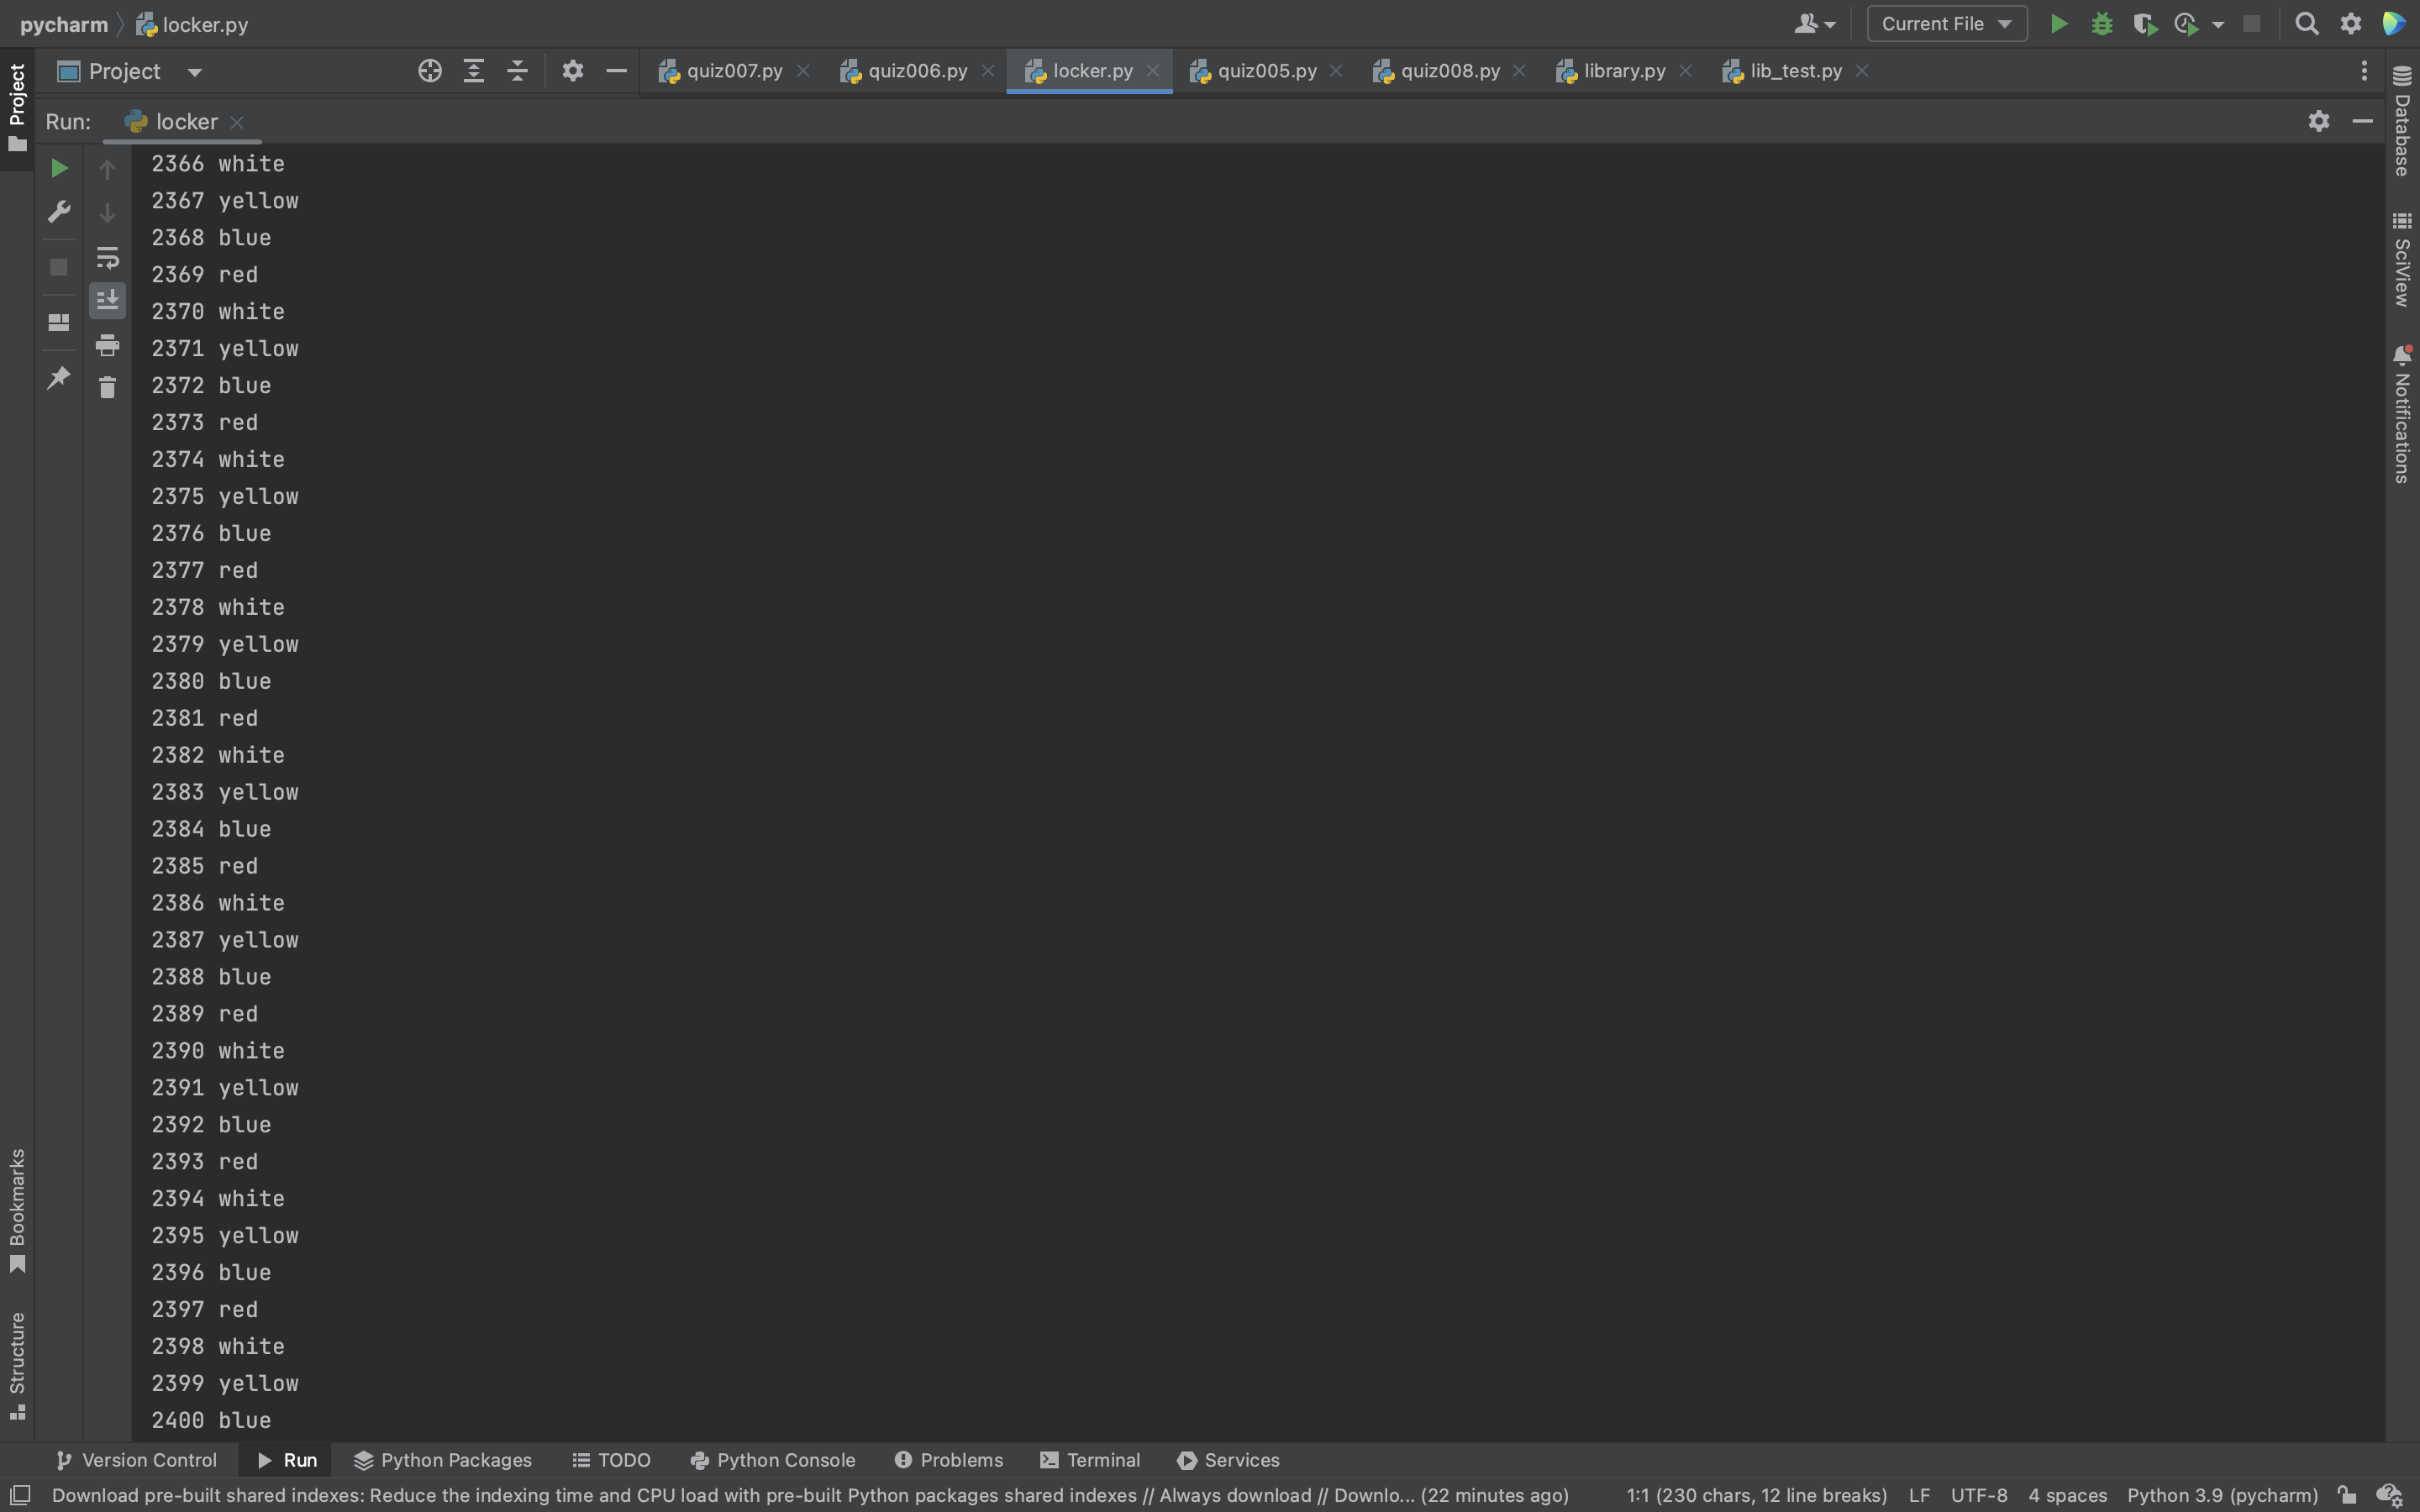 pycharm locker.py Current File
Project quiz007.py quiz006.py locker.py quiz005.py quiz008.py library.py lib_test.py
Run: locker
2366 white
2367 yellow
2368 blue
2369 red
2370 white
2371 yellow
2372 blue
2373 red
2374 white
2375 yellow
2376 blue
2377 red
2378 white
2379 yellow
2380 blue
2381 red
2382 white
2383 yellow
2384 blue
2385 red
2386 white
2387 yellow
2388 blue
2389 red
2390 white
2391 yellow
2392 blue
2393 red
2394 white
2395 yellow
2396 blue
2397 red
2398 white
2399 yellow
2400 blue
Project
Bookmarks
Structure
Database
SciView
Notifications
Version Control Run Python Packages TODO Python Console Problems Terminal Services
Download pre-built shared indexes: Reduce the indexing time and CPU load with pre-built Python packages shared indexes // Always download // Downlo... (22 minutes ago) 1:1 (230 chars, 12 line breaks) LF UTF-8 4 spaces Python 3.9 (pycharm)